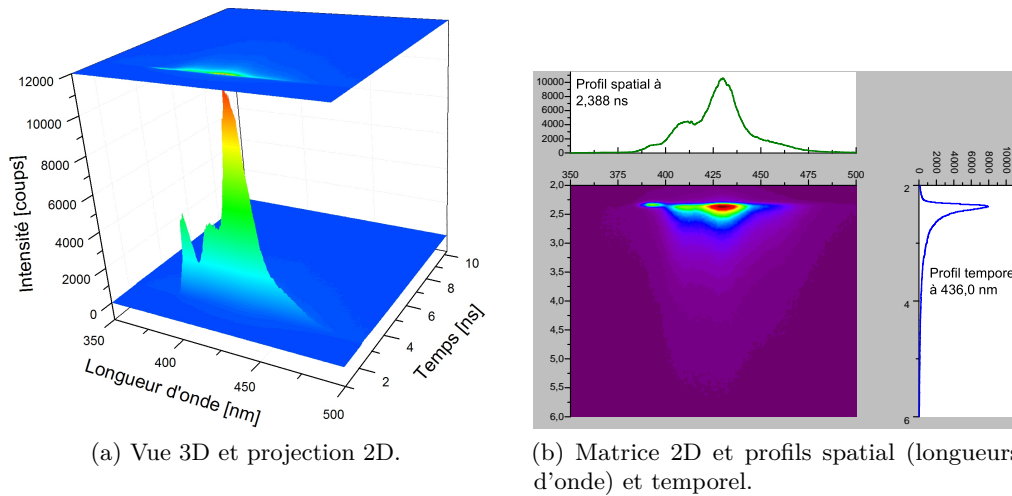 12000
10000
8000
6000
4000
2000
0
Intensité [coups]
350
400
450
500
Longueur d'onde [nm]
2
4
6
8
10
Temps [ns]
(a) Vue 3D et projection 2D.
10000
8000
6000
4000
2000
0
Profil spatial à
2,388 ns
350 375 400 425 450 475 500
2,0
2,5
3,0
3,5
4,0
4,5
5,0
5,5
6,0
0 2000 4000 6000 8000 10000
2
4
6
Profil tempore
à 436,0 nm
(b) Matrice 2D et profils spatial (longueurs
d'onde) et temporel.